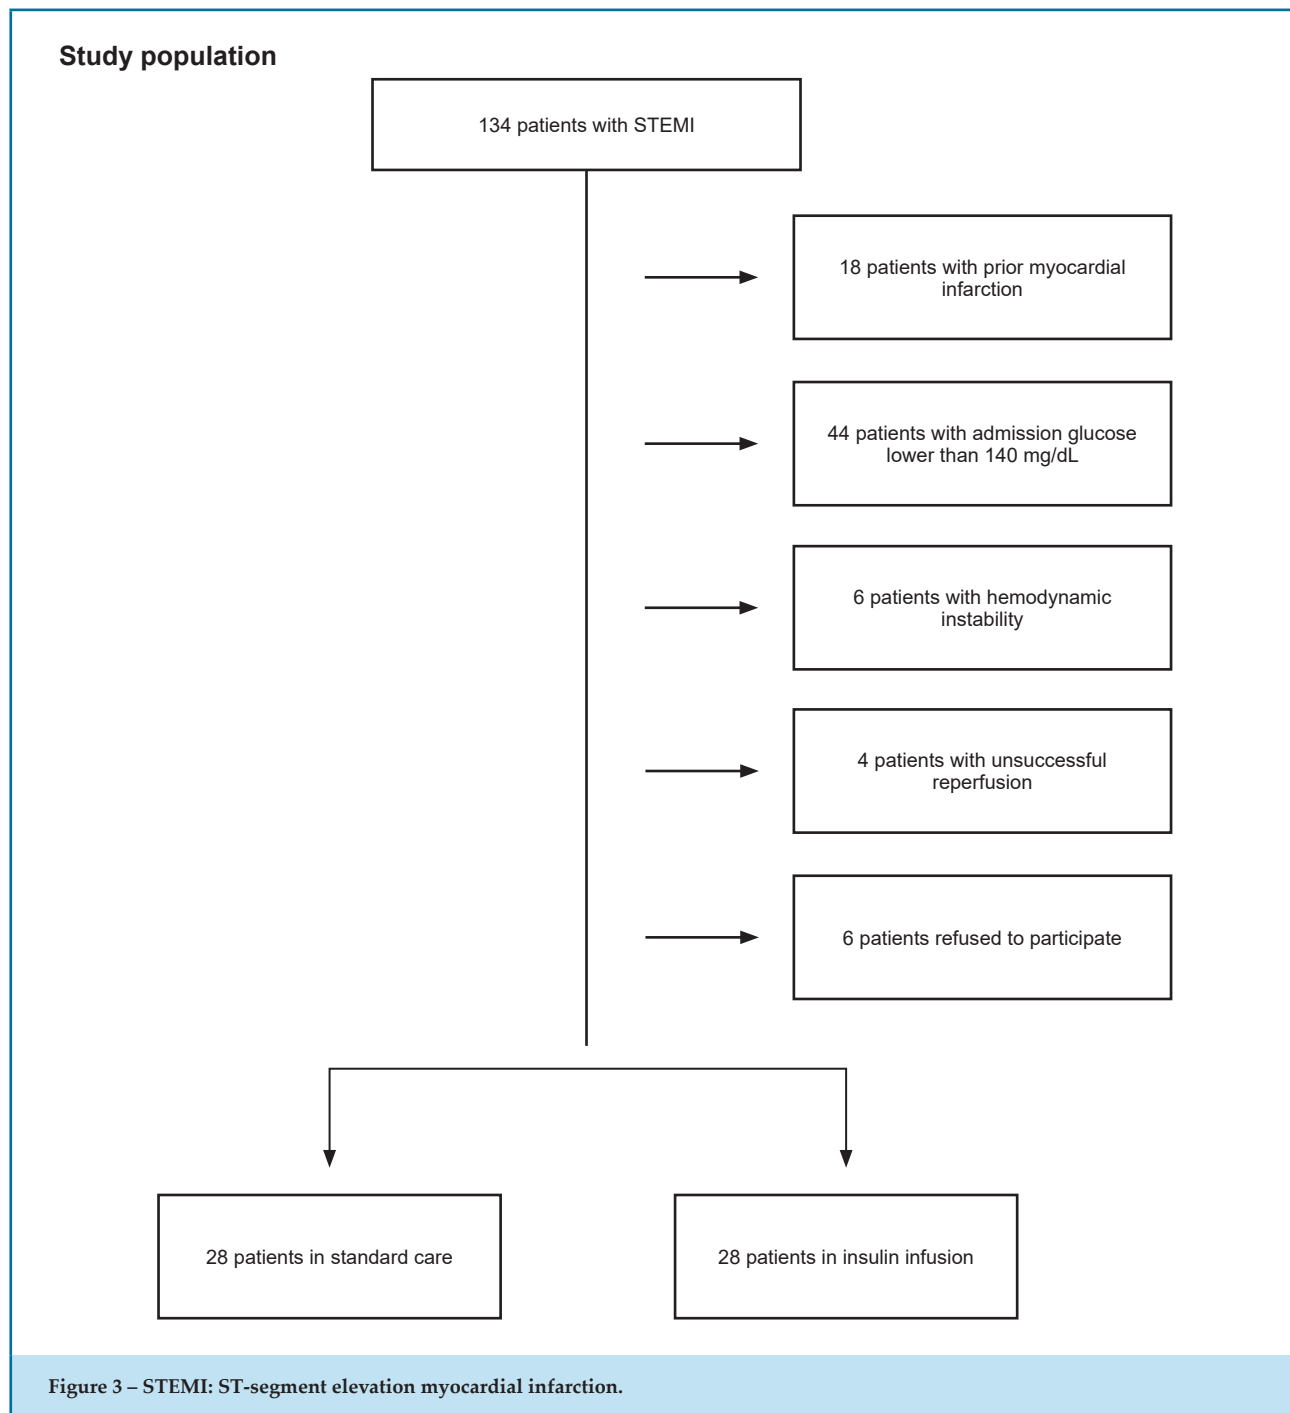 Study population
134 patients with STEMI
18 patients with prior myocardial
infarction
44 patients with admission glucose
lower than 140 mg/dL
6 patients with hemodynamic
instability
4 patients with unsuccessful
reperfusion
6 patients refused to participate
28 patients in standard care
28 patients in insulin infusion
Figure 3 – STEMI: ST-segment elevation myocardial infarction.